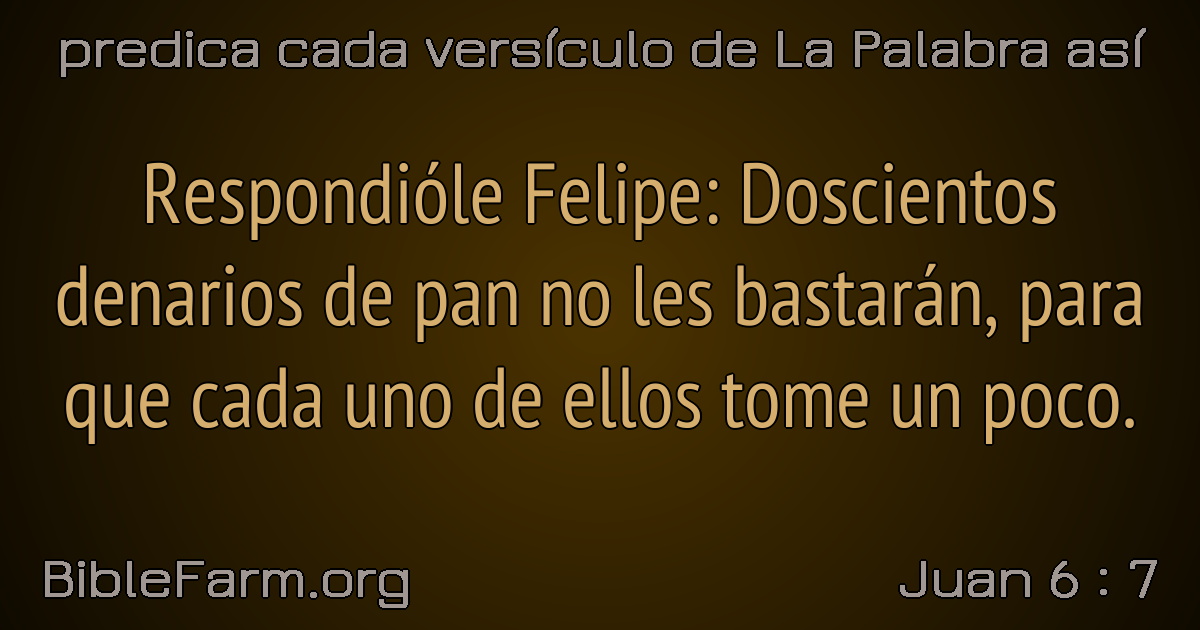 predica cada versículo de La Palabra así
Respondióle Felipe: Doscientos
denarios de pan no les bastarán, para
que cada uno de ellos tome un poco.
BibleFarm.org
Juan 6 : 7